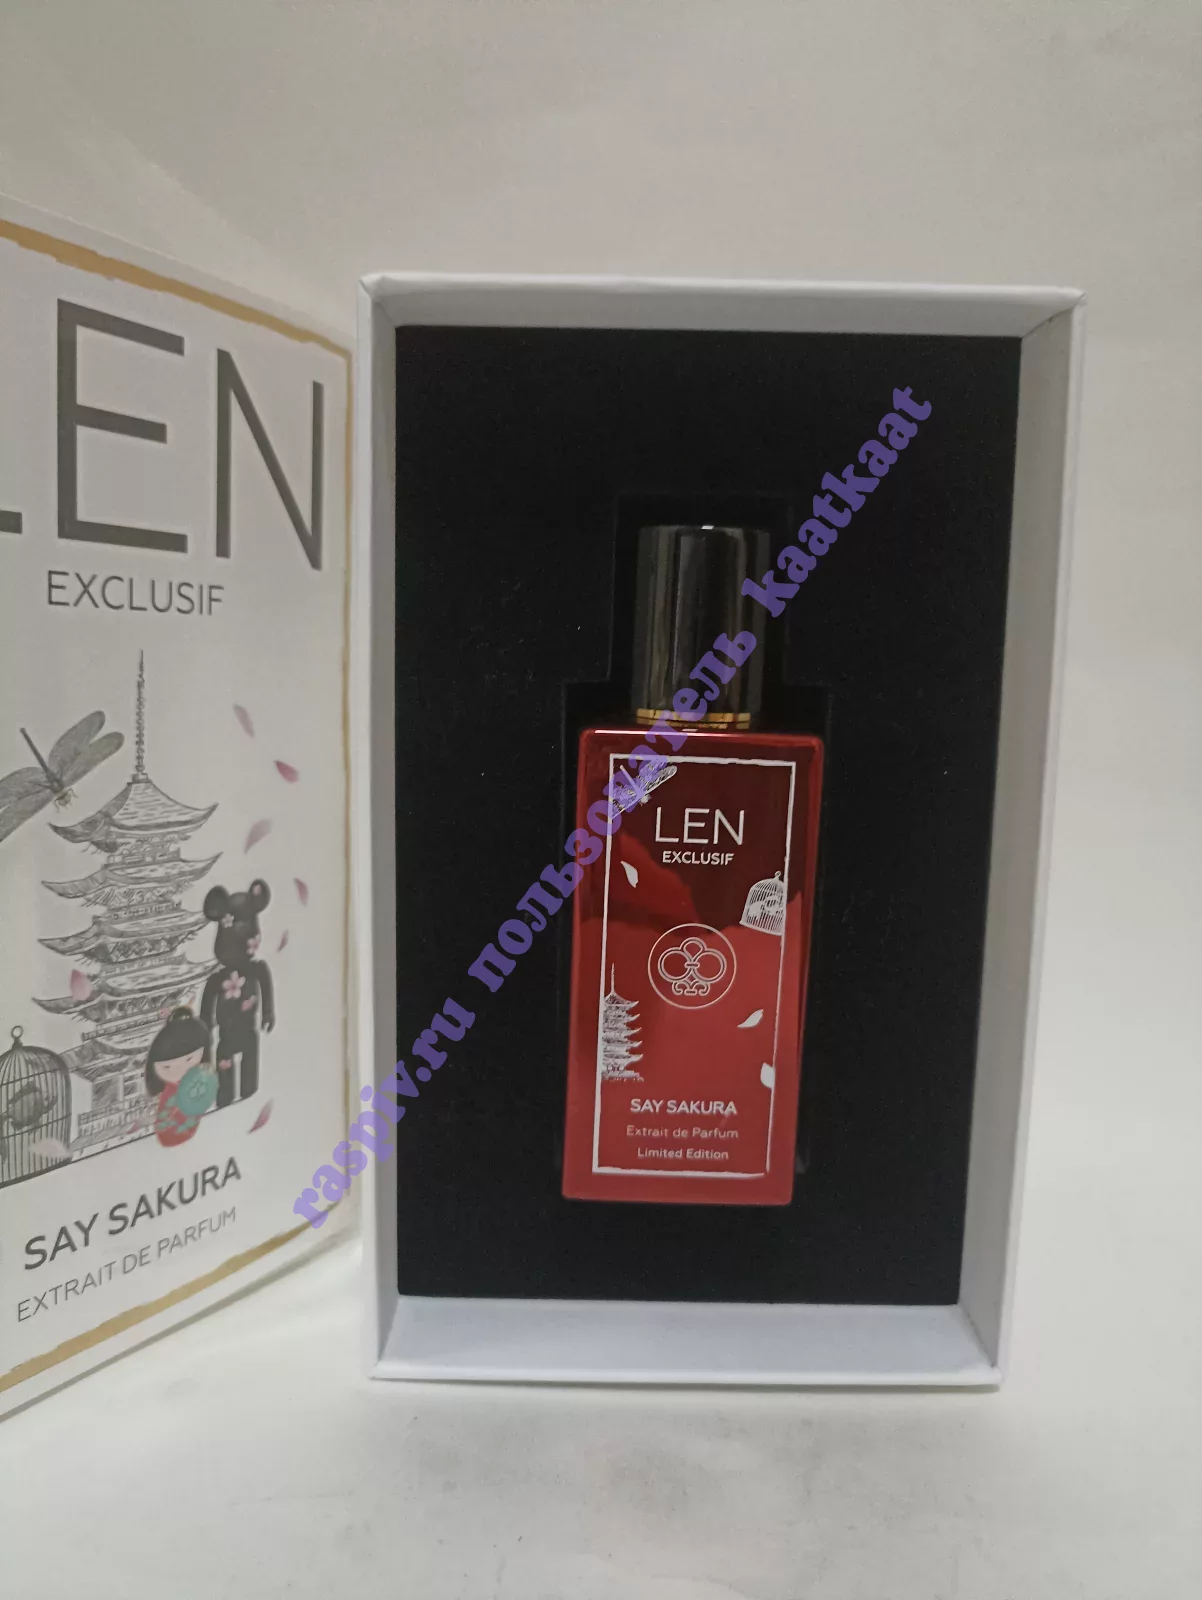 LEN
EXCLUSIF
SAY SAKURA
EXTRAIT DE PARFUM
LEN
EXCLUSIF
SAY SAKURA
Extrait de Parfum
Limited Edition
raspiv.ru пользователь kaatkaat